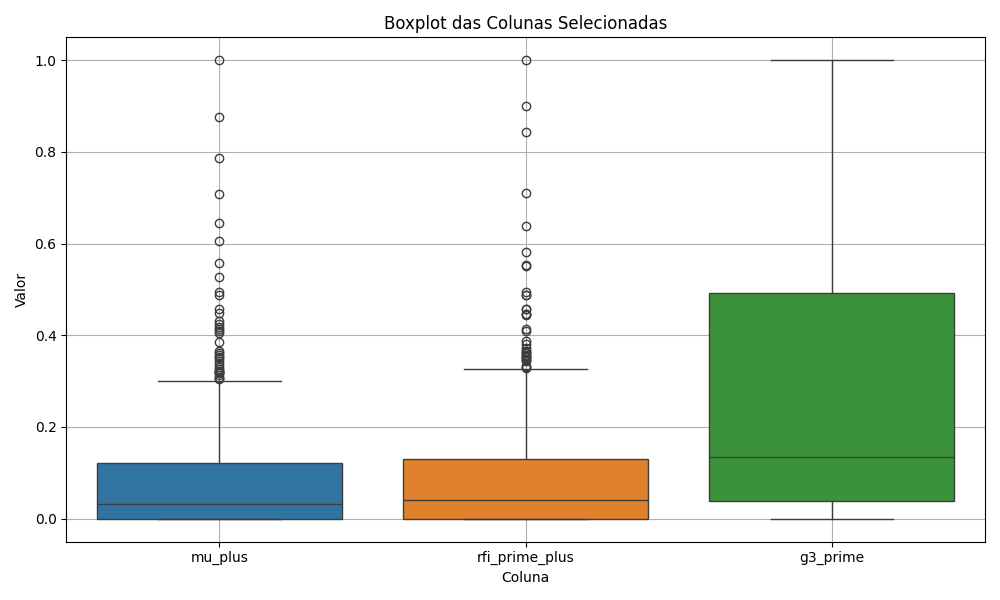 Boxplot das Colunas Selecionadas
1.0
0.8
0.6
0.4
0.2
0.0
Valor
mu_plus
rfi_prime_plus
g3_prime
Coluna